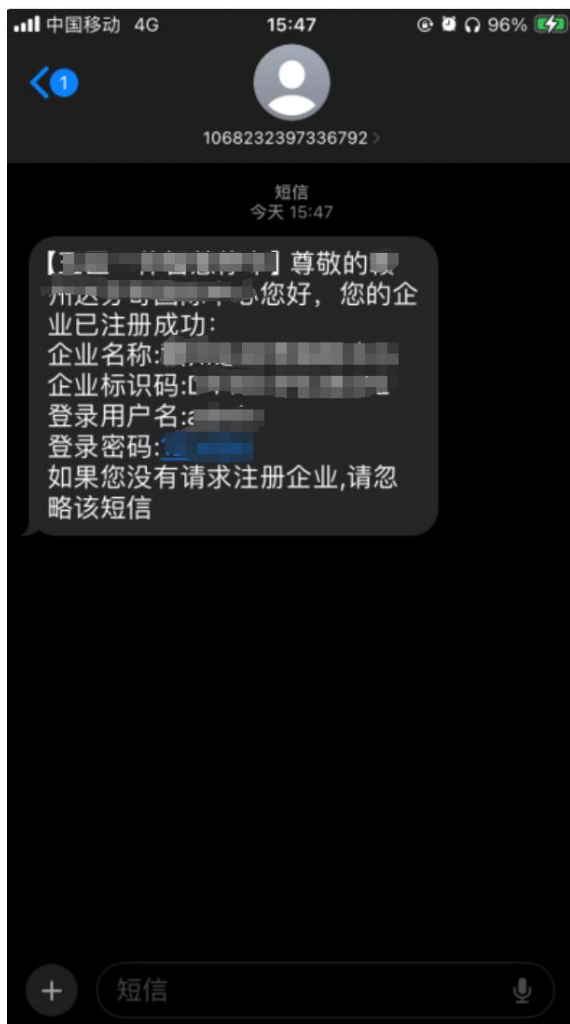 中国移动 4G
15:47
96%
1
1068232397336792
短信
今天 15:47
【 】尊敬的
您好，您的企
业已注册成功：
企业名称:
企业标识码:
登录用户名:
登录密码:
如果您没有请求注册企业,请忽
略该短信
短信